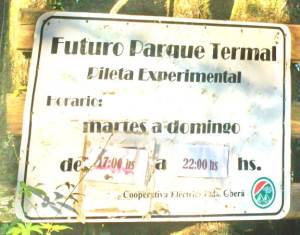 Futuro Parque Termal
Pileta Experimental
Horario:
martes a domingo
de 17:00 hs a 22:00 hs hs.
Cooperativa Eléctrica Ltda. Oberá